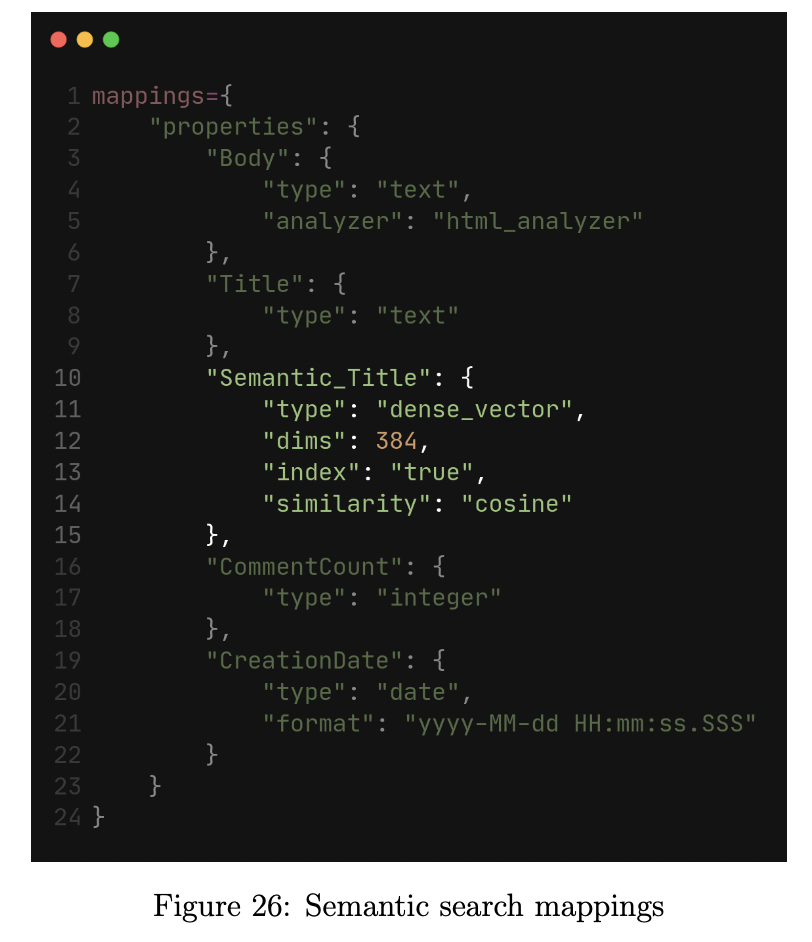 1 mappings={
2     "properties": {
3         "Body": {
4             "type": "text",
5             "analyzer": "html_analyzer"
6         },
7         "Title": {
8             "type": "text"
9         },
10         "Semantic_Title": {
11             "type": "dense_vector",
12             "dims": 384,
13             "index": "true",
14             "similarity": "cosine"
15         },
16         "CommentCount": {
17             "type": "integer"
18         },
19         "CreationDate": {
20             "type": "date",
21             "format": "yyyy-MM-dd HH:mm:ss.SSS"
22         }
23     }
24 }
Figure 26: Semantic search mappings